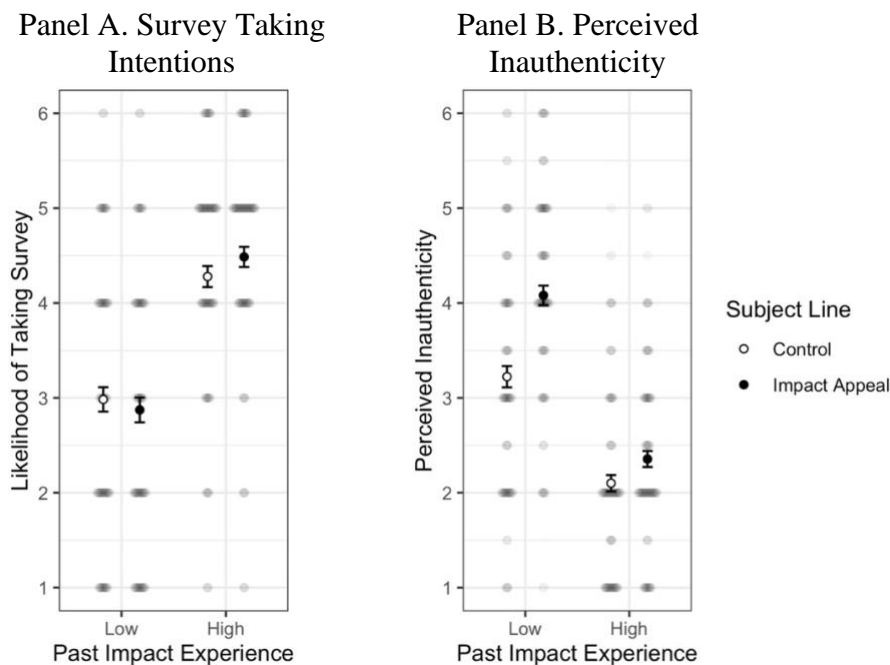 Panel A. Survey Taking
Intentions
Likelihood of Taking Survey
6
5
4
3
2
1
Low
High
Past Impact Experience
Panel B. Perceived
Inauthenticity
Perceived Inauthenticity
6
5
4
3
2
1
Low
High
Past Impact Experience
Subject Line
Control
Impact Appeal